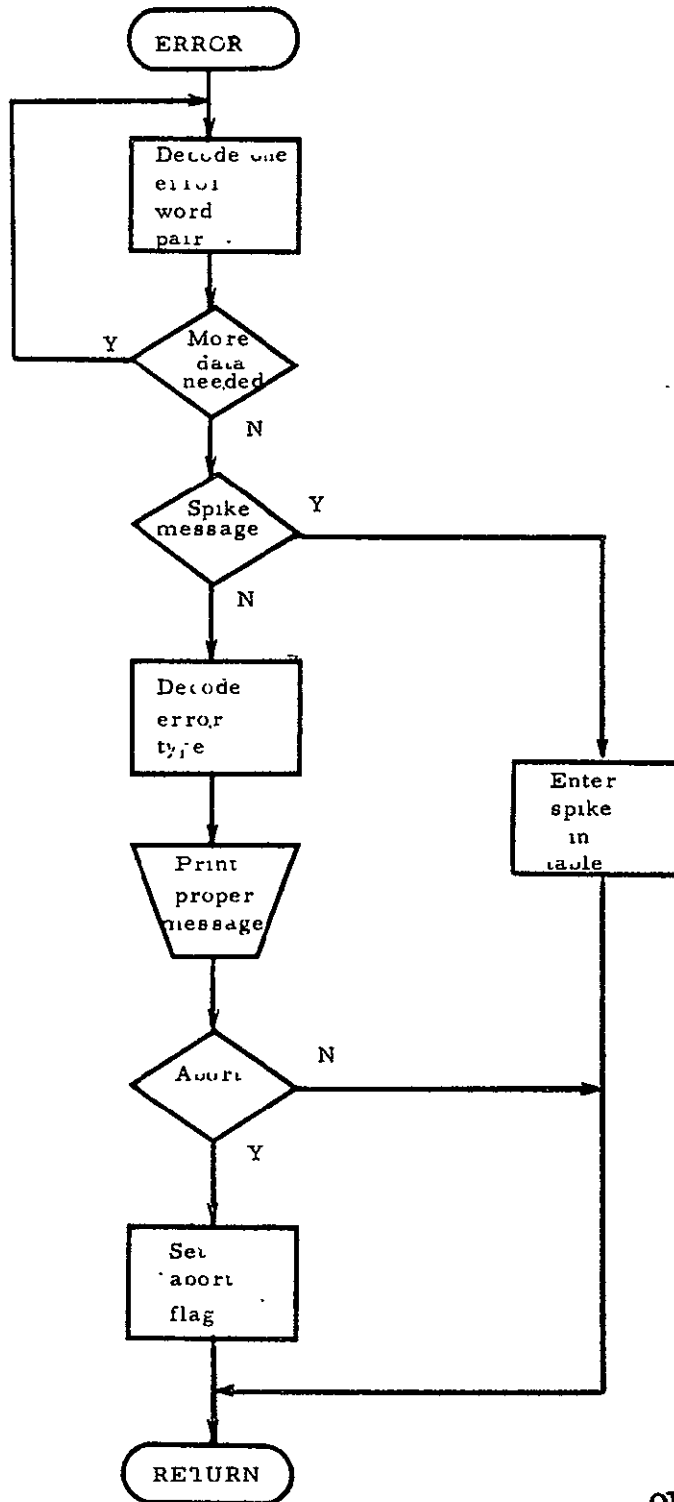 ERROR
Decode one
error
word
pair
Y
More
data
needed
N
Spike
message
Y
N
Decode
error
type
Enter
spike
in
table
Print
proper
message
N
Abort
Y
Set
abort
flag
RETURN